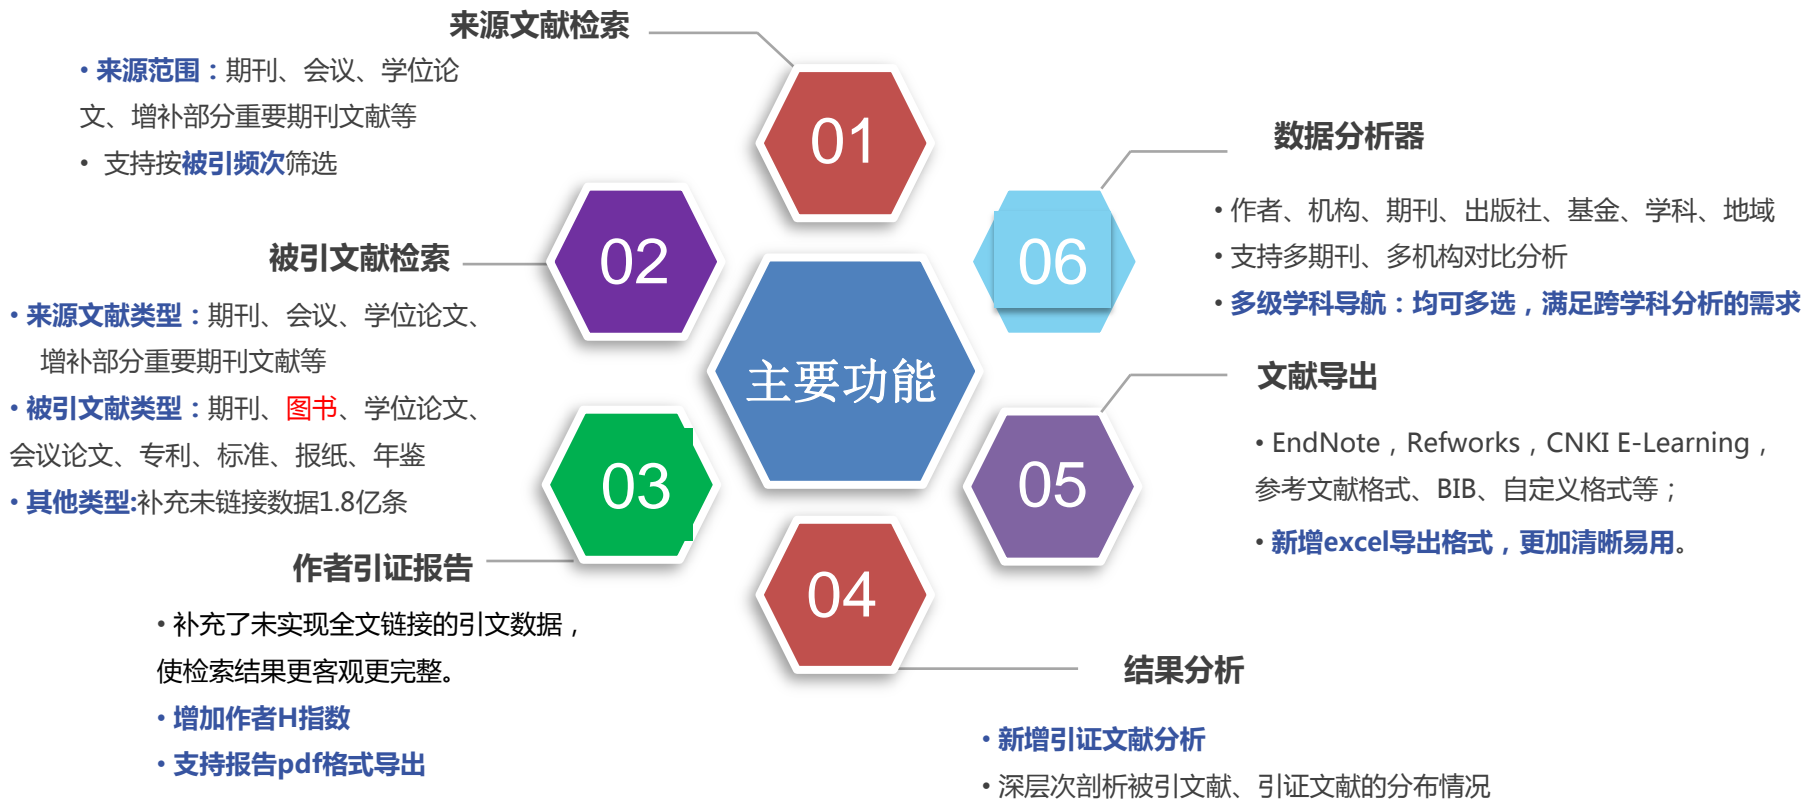 来源文献检索
• 来源范围：期刊、会议、学位论
文、增补部分重要期刊文献等
• 支持按被引频次筛选
01
被引文献检索
02
• 来源文献类型：期刊、会议、学位论文、
增补部分重要期刊文献等
• 被引文献类型：期刊、图书、学位论文、
会议论文、专利、标准、报纸、年鉴
• 其他类型:补充未链接数据1.8亿条
03
作者引证报告
• 补充了未实现全文链接的引文数据，
使检索结果更客观更完整。
• 增加作者H指数
• 支持报告pdf格式导出
主要功能
04
结果分析
• 新增引证文献分析
• 深层次剖析被引文献、引证文献的分布情况
05
文献导出
• EndNote，Refworks，CNKI E-Learning，
参考文献格式、BIB、自定义格式等；
• 新增excel导出格式，更加清晰易用。
06
数据分析器
• 作者、机构、期刊、出版社、基金、学科、地域
• 支持多期刊、多机构对比分析
• 多级学科导航：均可多选，满足跨学科分析的需求